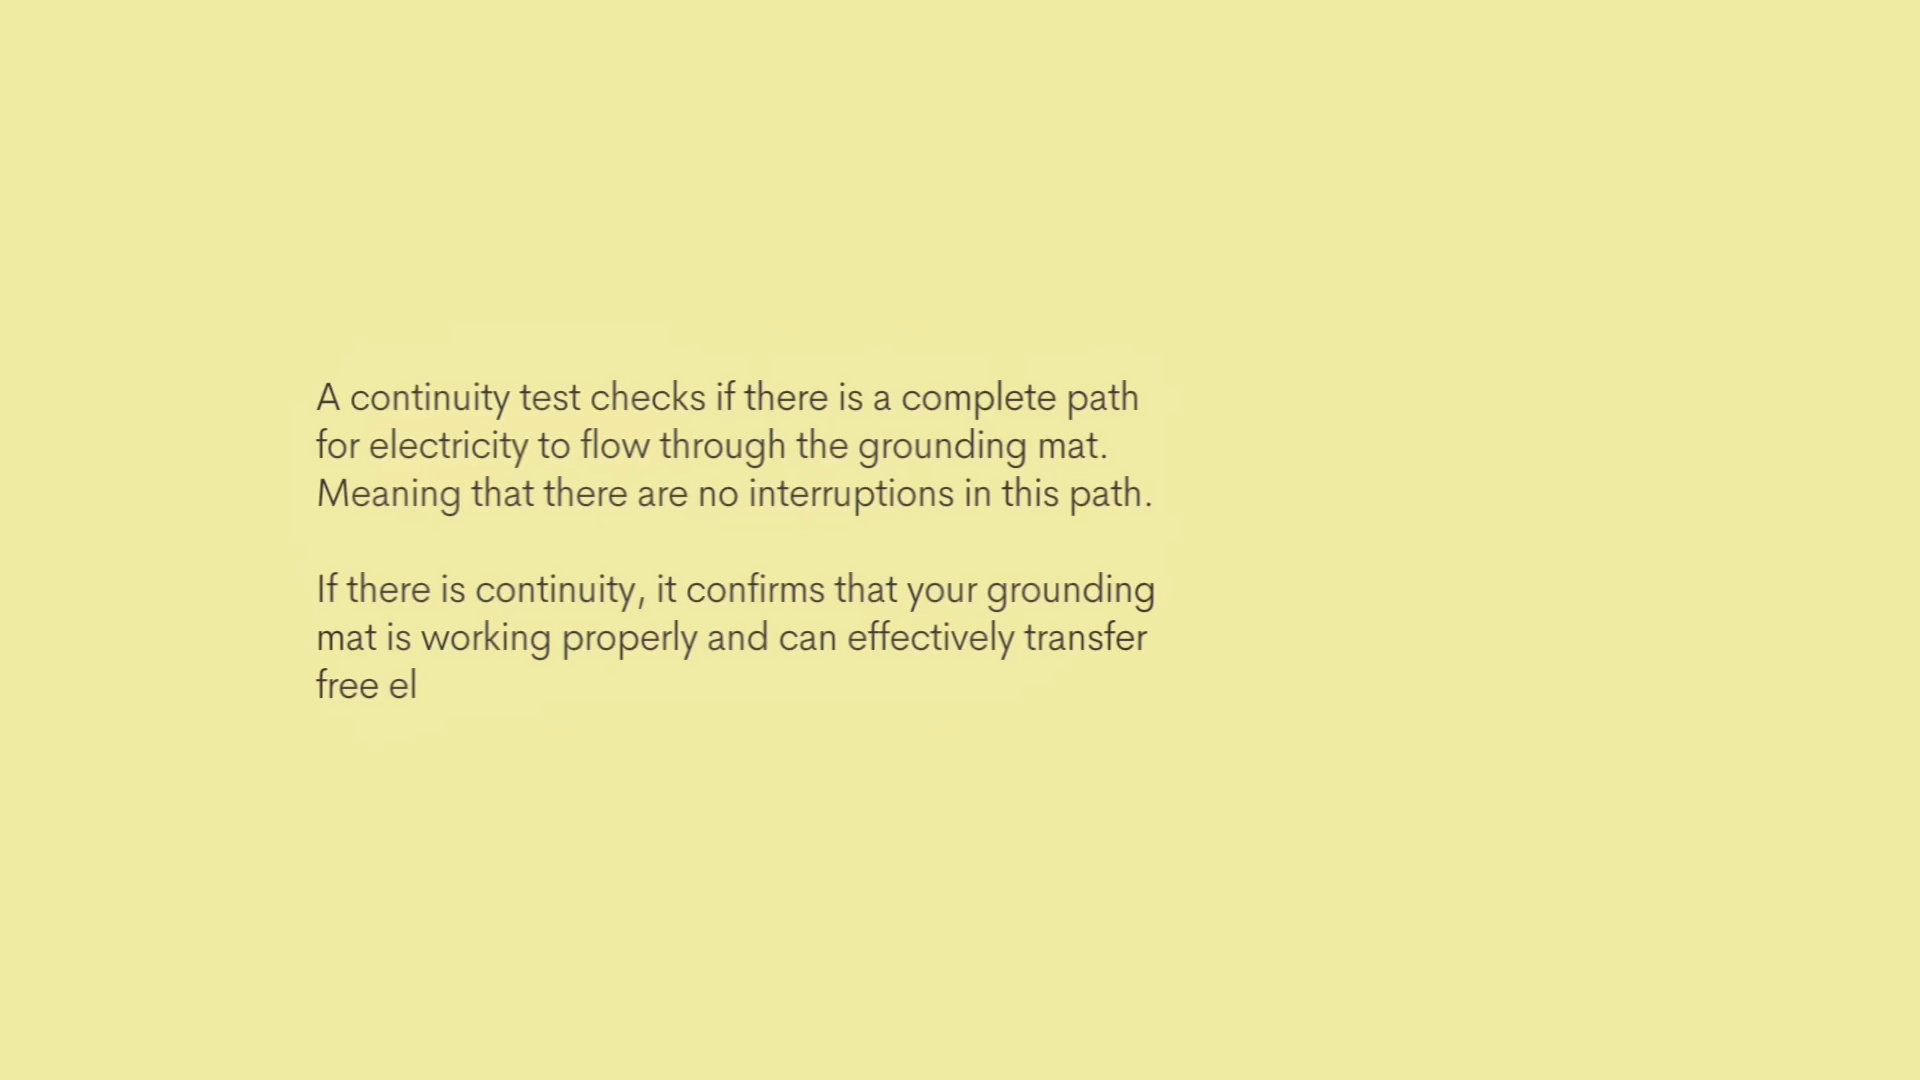 A continuity test checks if there is a complete path
for electricity to flow through the grounding mat.
Meaning that there are no interruptions in this path.
If there is continuity, it confirms that your grounding
mat is working properly and can effectively transfer
free el